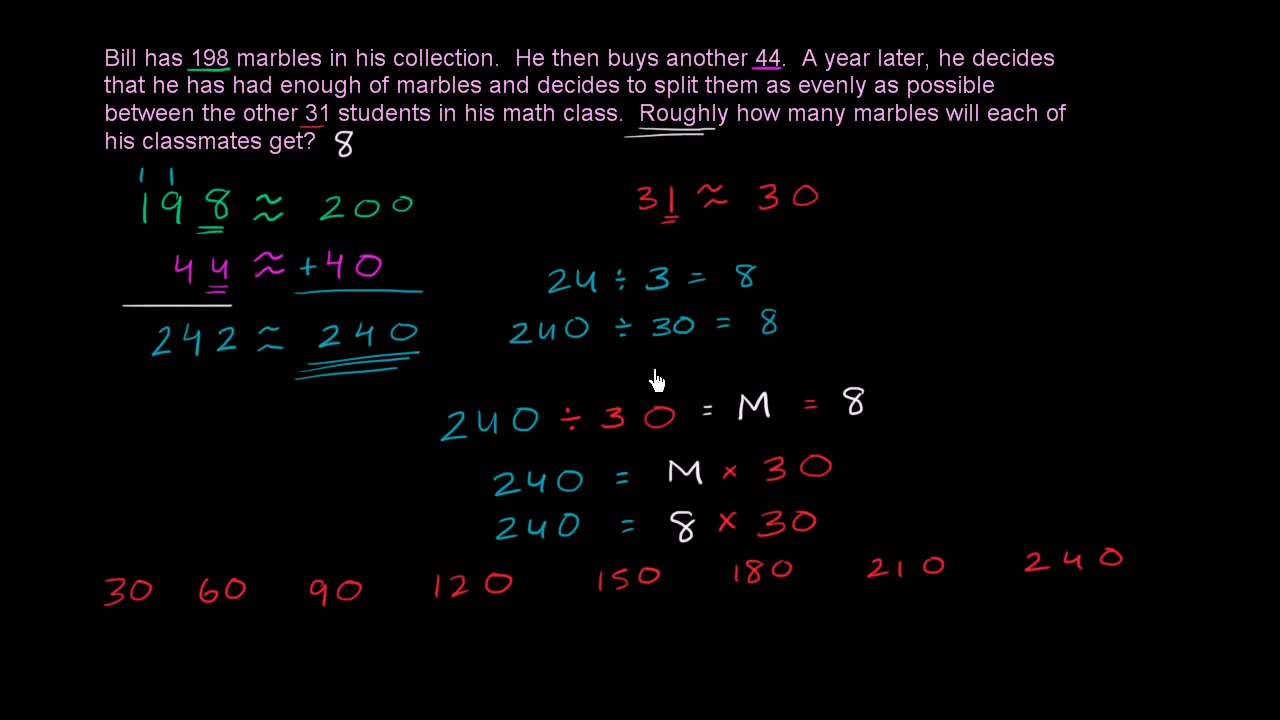 Bill has 198 marbles in his collection. He then buys another 44. A year later, he decides
that he has had enough of marbles and decides to split them as evenly as possible
between the other 31 students in his math class. Roughly how many marbles will each of
his classmates get? 8
1 1
198 ≈ 200
31 ≈ 30
44 ≈ +40
24 ÷ 3 = 8
242 ≈ 240
240 ÷ 30 = 8
240 ÷ 30 = M = 8
240 = M × 30
240 = 8 × 30
30 60 90 120 150 180 210 240